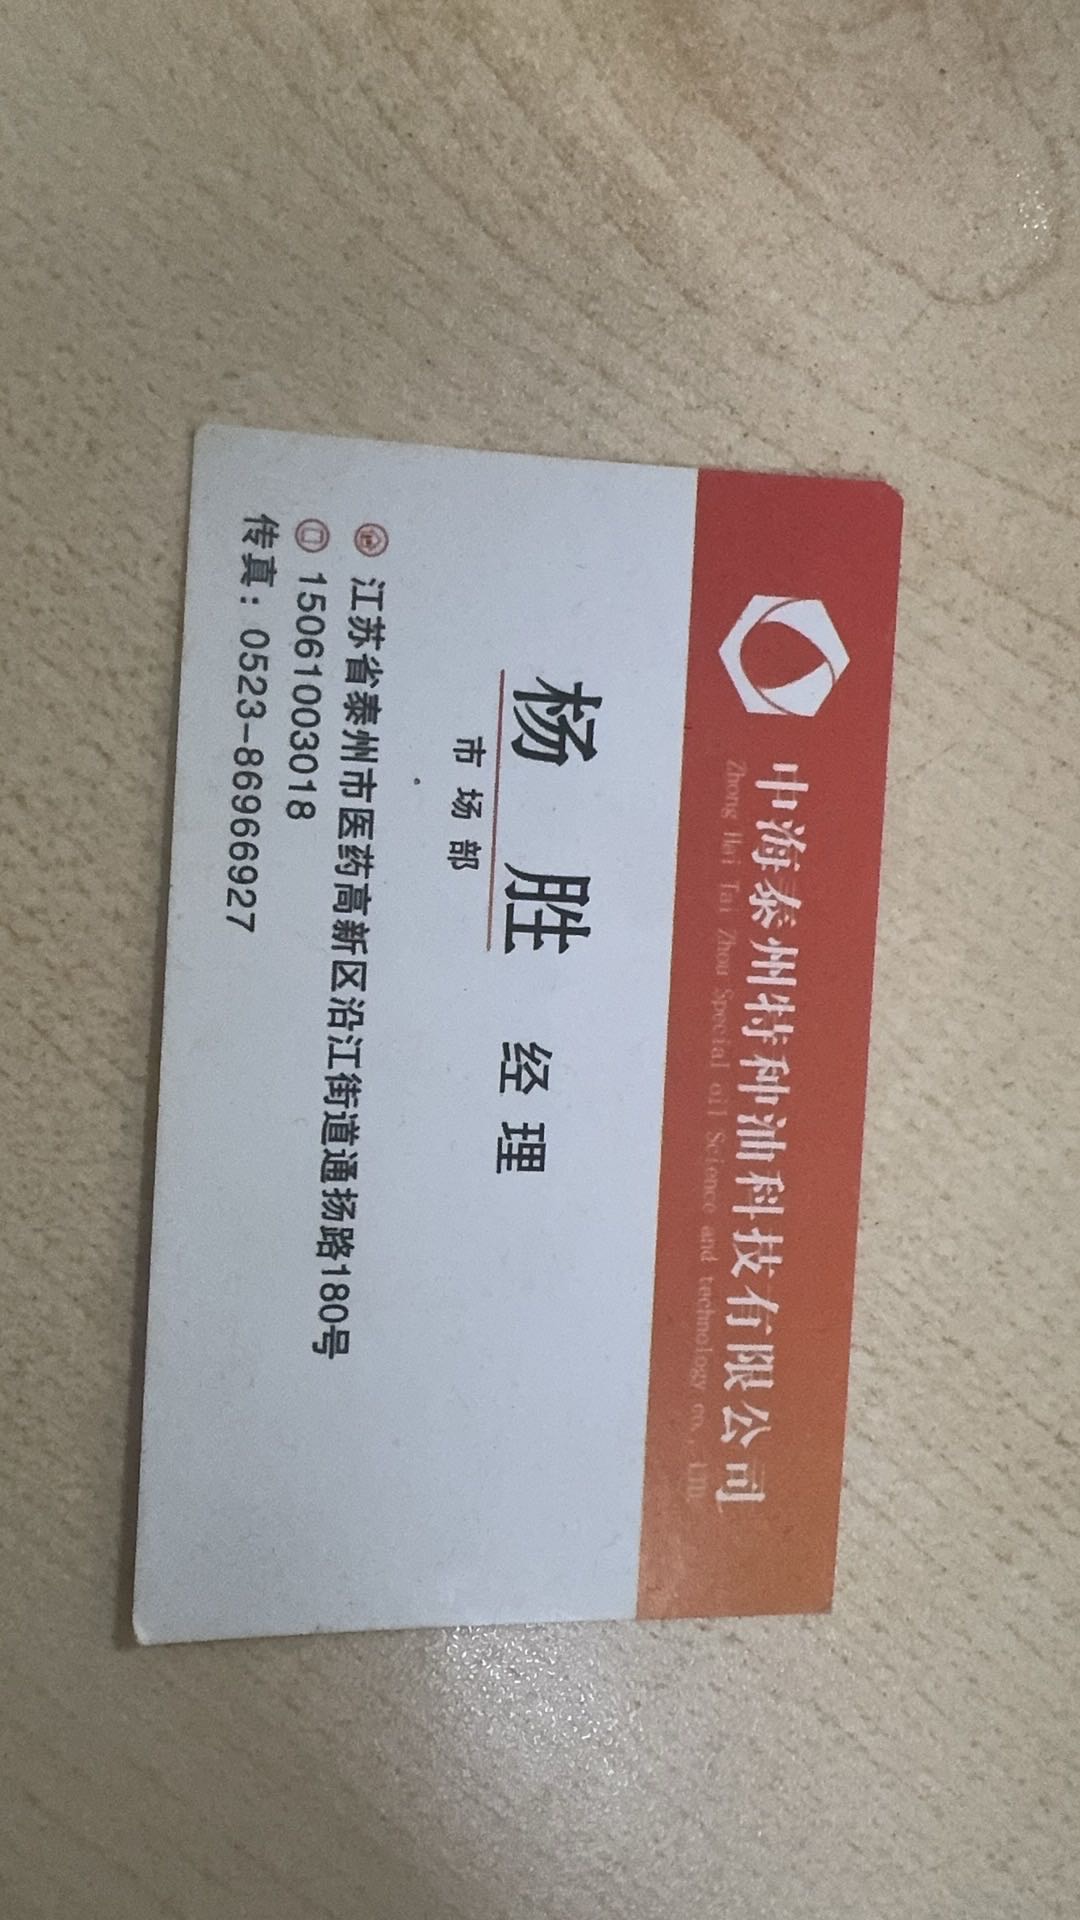 中海泰州特种油科技有限公司
Zhong Hai Tai Zhou Special oil Science and technology co., LTD
杨胜 经理
市场部
江苏省泰州市医药高新区沿江街道通扬路180号
15061003018
传真：0523-86966927